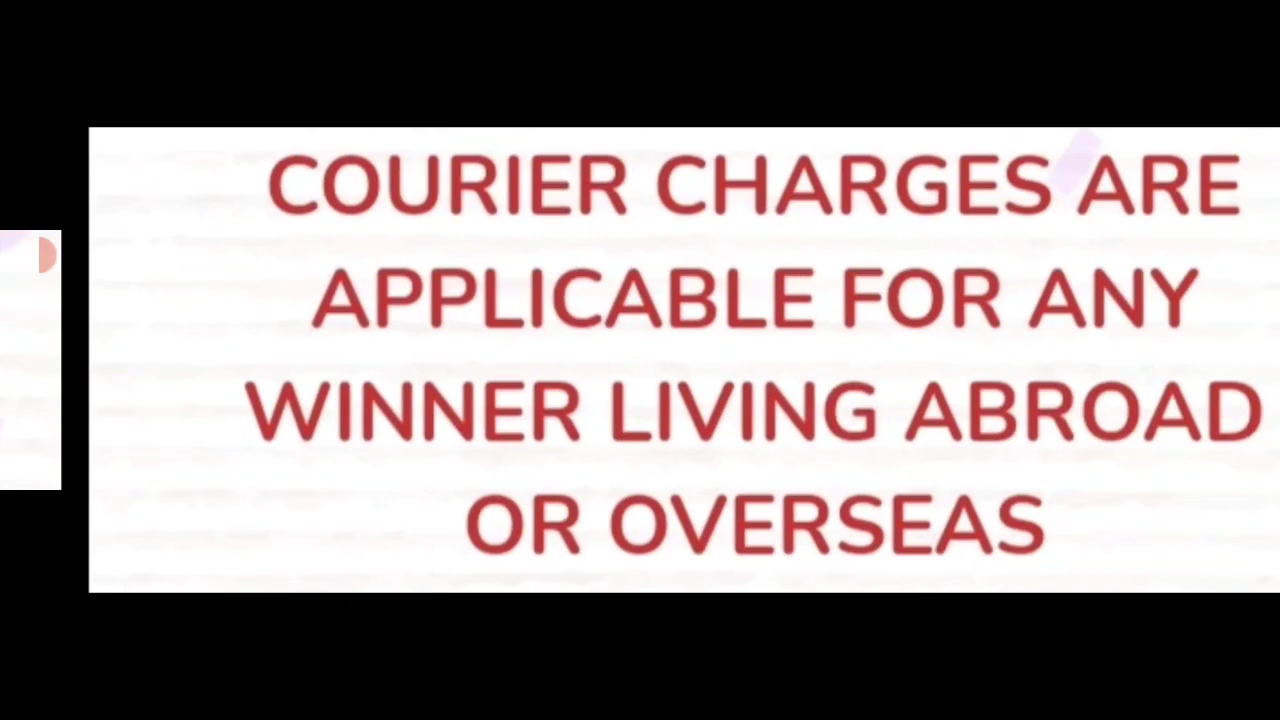 COURIER CHARGES ARE
APPLICABLE FOR ANY
WINNER LIVING ABROAD
OR OVERSEAS